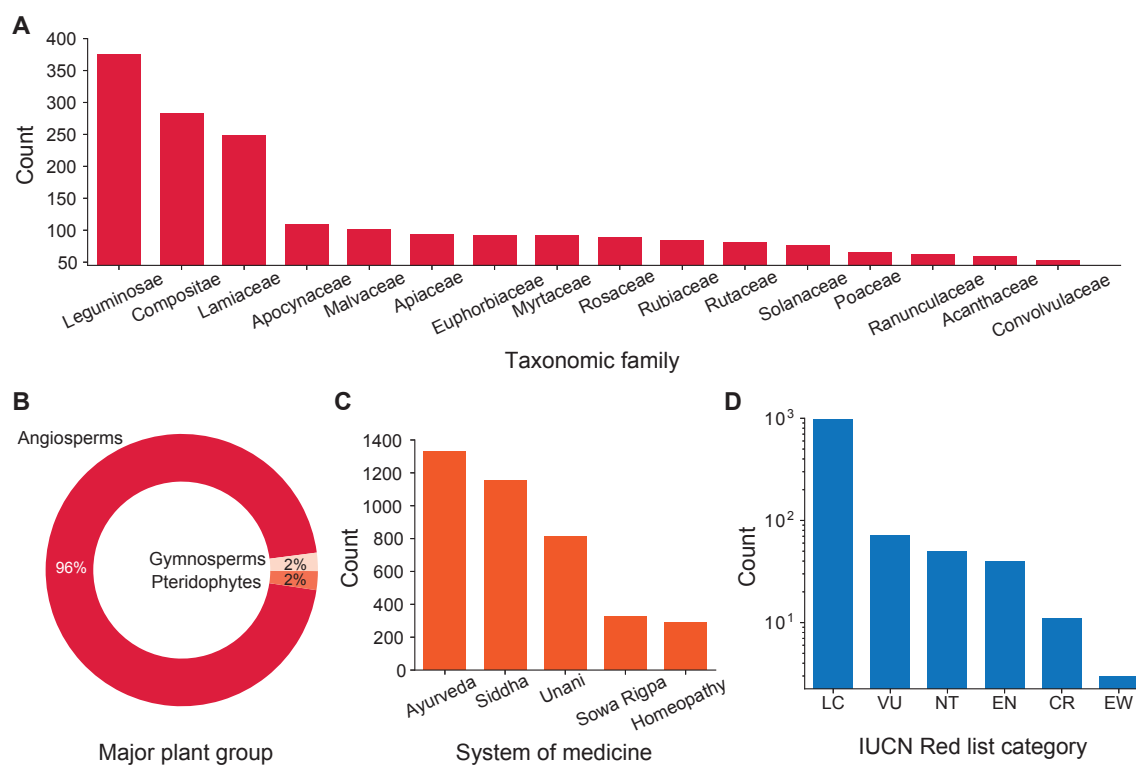 A
400
350
300
250
200
150
100
50
Count
Leguminosae
Compositae
Lamiaceae
Apocynaceae
Malvaceae
Apiaceae
Euphorbiaceae
Myrtaceae
Rosaceae
Rubiaceae
Rutaceae
Solanaceae
Poaceae
Ranunculaceae
Acanthaceae
Convolvulaceae
Taxonomic family
B
Angiosperms
96%
Gymnosperms 2%
Pteridophytes 2%
Major plant group
C
1400
1200
1000
800
600
400
200
0
Count
Ayurveda
Siddha
Unani
Sowa Rigpa
Homeopathy
System of medicine
D
10³
10²
10¹
Count
LC VU NT EN CR EW
IUCN Red list category